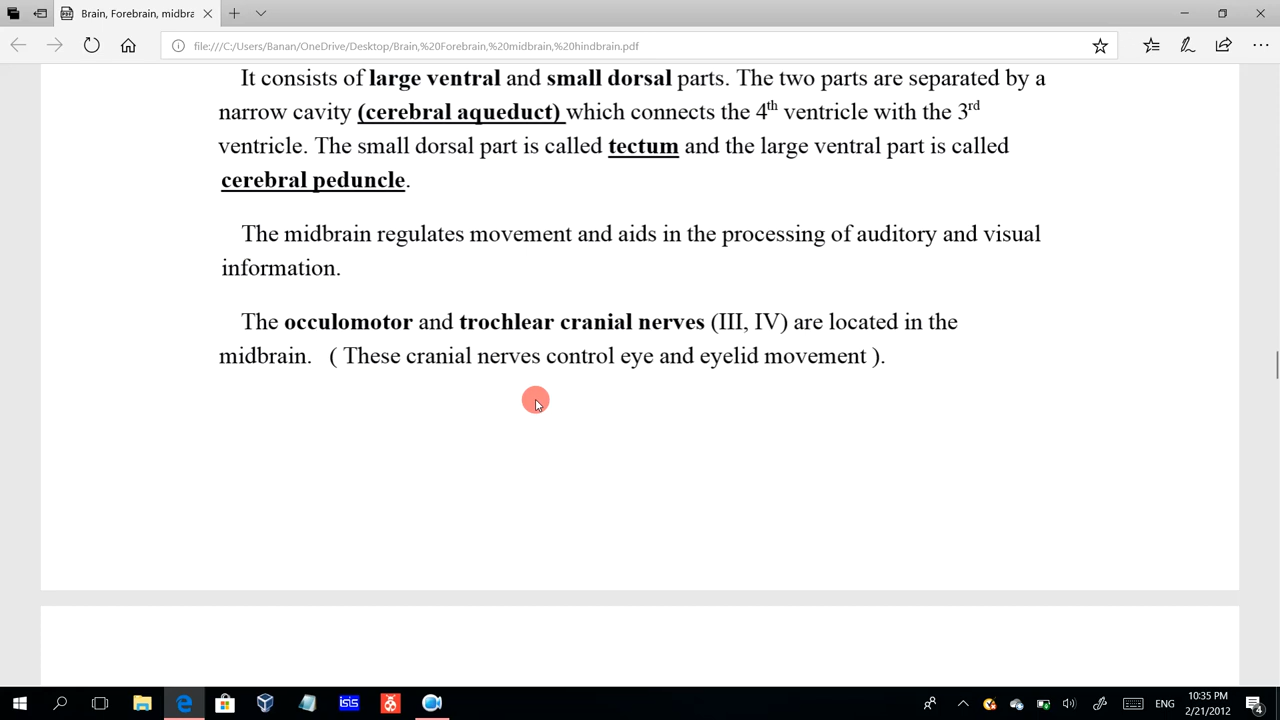 Brain, Forebrain, midbra
file:///C:/Users/Banan/OneDrive/Desktop/Brain,%20Forebrain,%20midbrain,%20hindbrain.pdf
It consists of large ventral and small dorsal parts. The two parts are separated by a
narrow cavity (cerebral aqueduct) which connects the 4th ventricle with the 3rd
ventricle. The small dorsal part is called tectum and the large ventral part is called
cerebral peduncle.
The midbrain regulates movement and aids in the processing of auditory and visual
information.
The occulomotor and trochlear cranial nerves (III, IV) are located in the
midbrain. ( These cranial nerves control eye and eyelid movement ).
isis
ENG
10:35 PM
2/21/2012
4